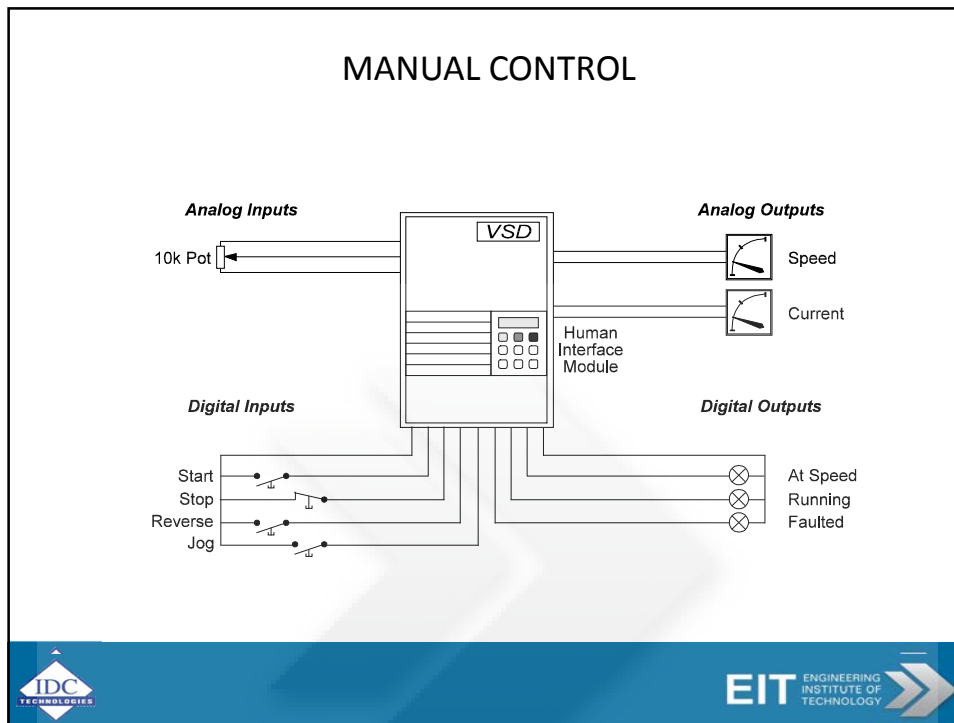 MANUAL CONTROL
Analog Inputs
Analog Outputs
VSD
10k Pot
Speed
Current
Human
Interface
Module
Digital Inputs
Digital Outputs
Start
At Speed
Stop
Running
Reverse
Faulted
Jog
IDC
TECHNOLOGIES
EIT
ENGINEERING
INSTITUTE OF
TECHNOLOGY